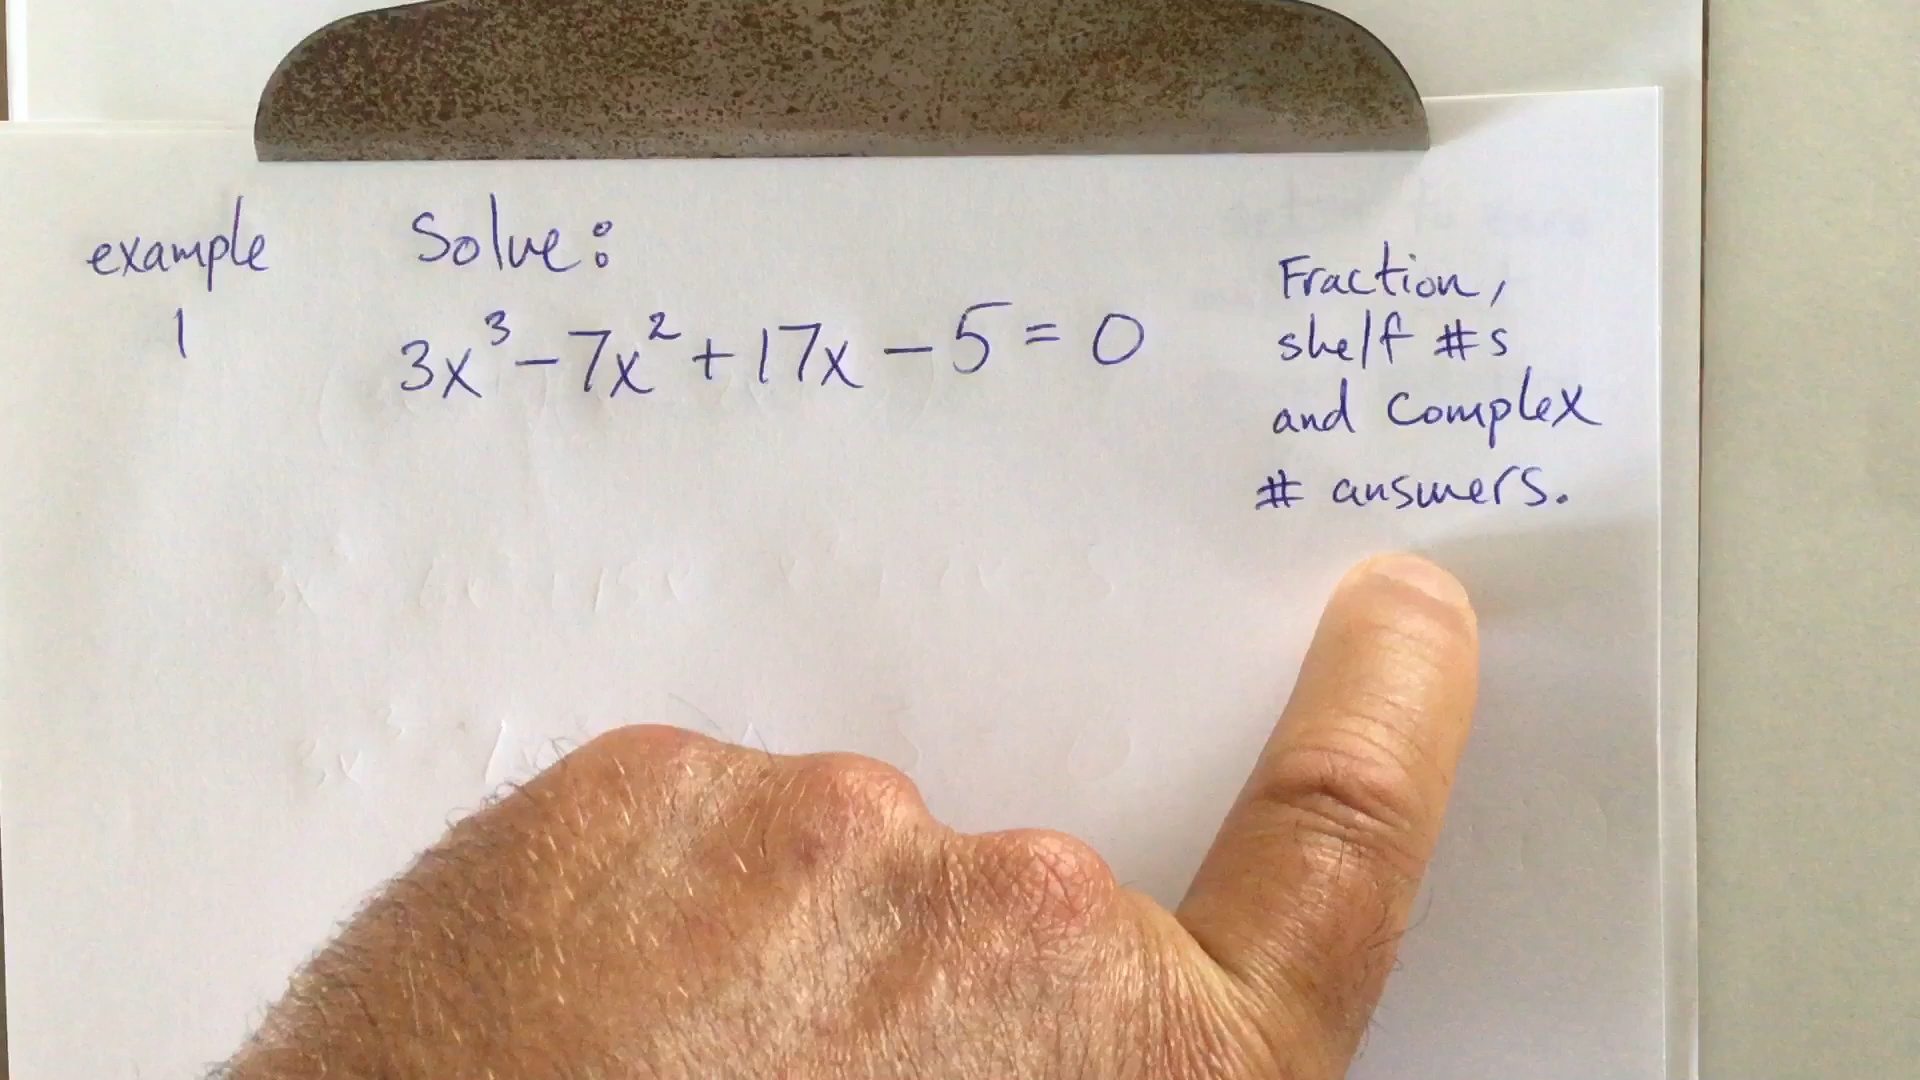 example
1
Solve:
3x³ - 7x² + 17x - 5 = 0
Fraction,
shelf #s
and complex
# answers.